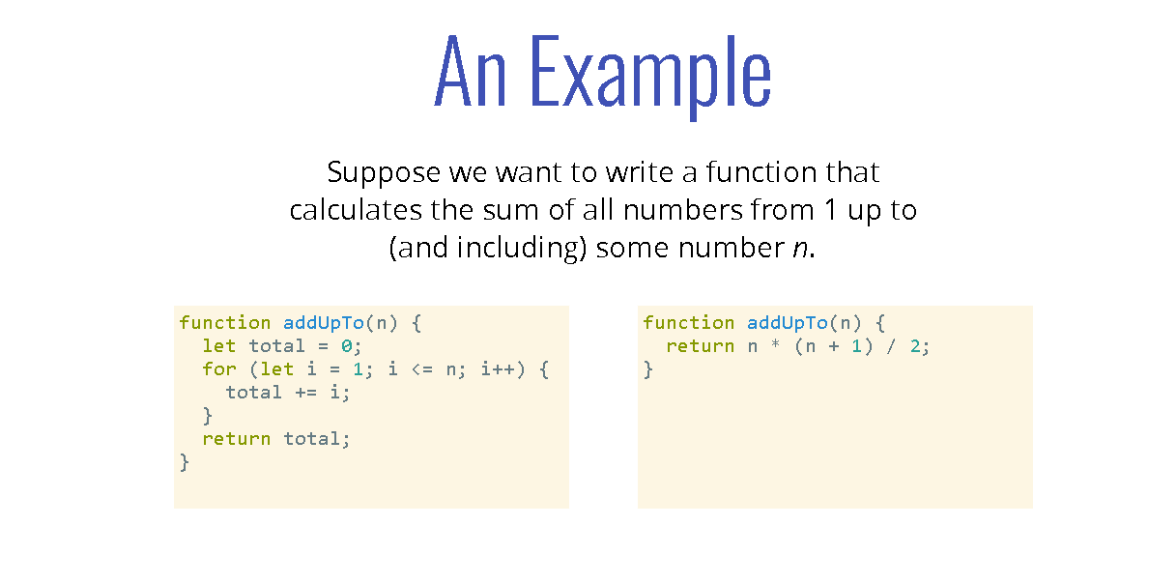 An Example
Suppose we want to write a function that
calculates the sum of all numbers from 1 up to
(and including) some number n.
function addUpTo(n) {
  let total = 0;
  for (let i = 1; i <= n; i++) {
    total += i;
  }
  return total;
}
function addUpTo(n) {
  return n * (n + 1) / 2;
}